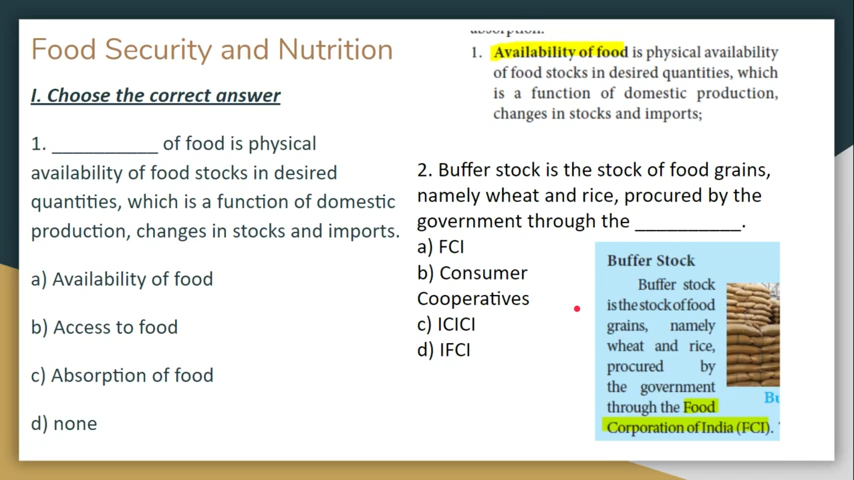 Food Security and Nutrition
I. Choose the correct answer
1. __________ of food is physical
availability of food stocks in desired
quantities, which is a function of domestic
production, changes in stocks and imports.
a) Availability of food
b) Access to food
c) Absorption of food
d) none
absorption.
1. Availability of food is physical availability
of food stocks in desired quantities, which
is a function of domestic production,
changes in stocks and imports;
2. Buffer stock is the stock of food grains,
namely wheat and rice, procured by the
government through the __________.
a) FCI
b) Consumer
Cooperatives
c) ICICI
d) IFCI
Buffer Stock
Buffer stock
is the stock of food
grains, namely
wheat and rice,
procured by
the government
through the Food
Corporation of India (FCI).
Bu